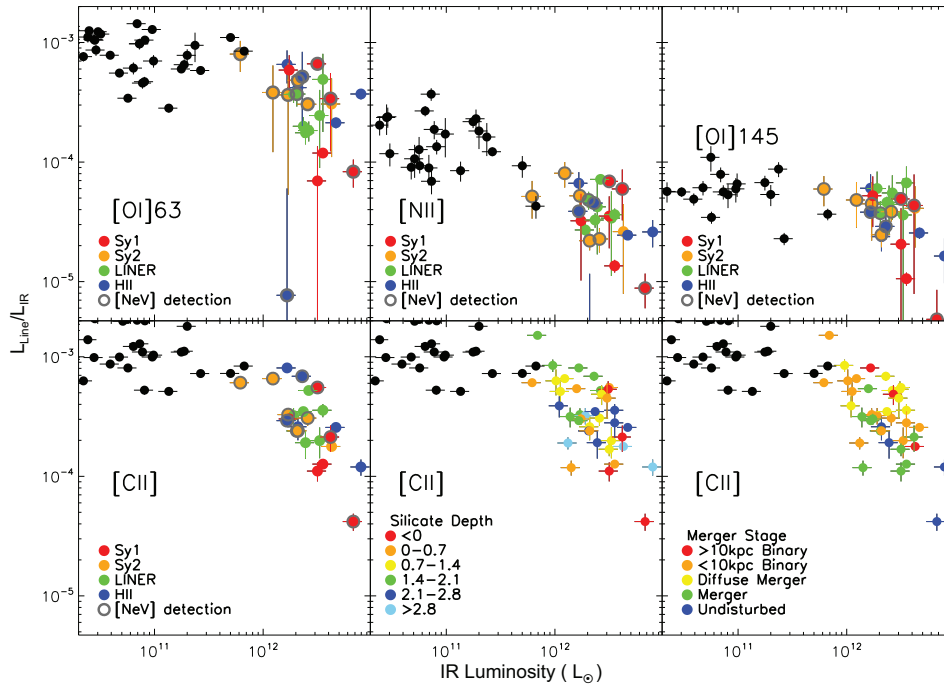 [OI]63
Sy1
Sy2
LINER
HII
[NeV] detection
[NII]
Sy1
Sy2
LINER
HII
[NeV] detection
[OI]145
Sy1
Sy2
LINER
HII
[NeV] detection
10⁻³
10⁻⁴
10⁻⁵
L_Line/L_IR
[CII]
Sy1
Sy2
LINER
HII
[NeV] detection
[CII]
Silicate Depth
<0
0−0.7
0.7−1.4
1.4−2.1
2.1−2.8
>2.8
[CII]
Merger Stage
>10kpc Binary
<10kpc Binary
Diffuse Merger
Merger
Undisturbed
10⁻³
10⁻⁴
10⁻⁵
10¹¹ 10¹² 10¹¹ 10¹² 10¹¹ 10¹²
IR Luminosity ( L☉)